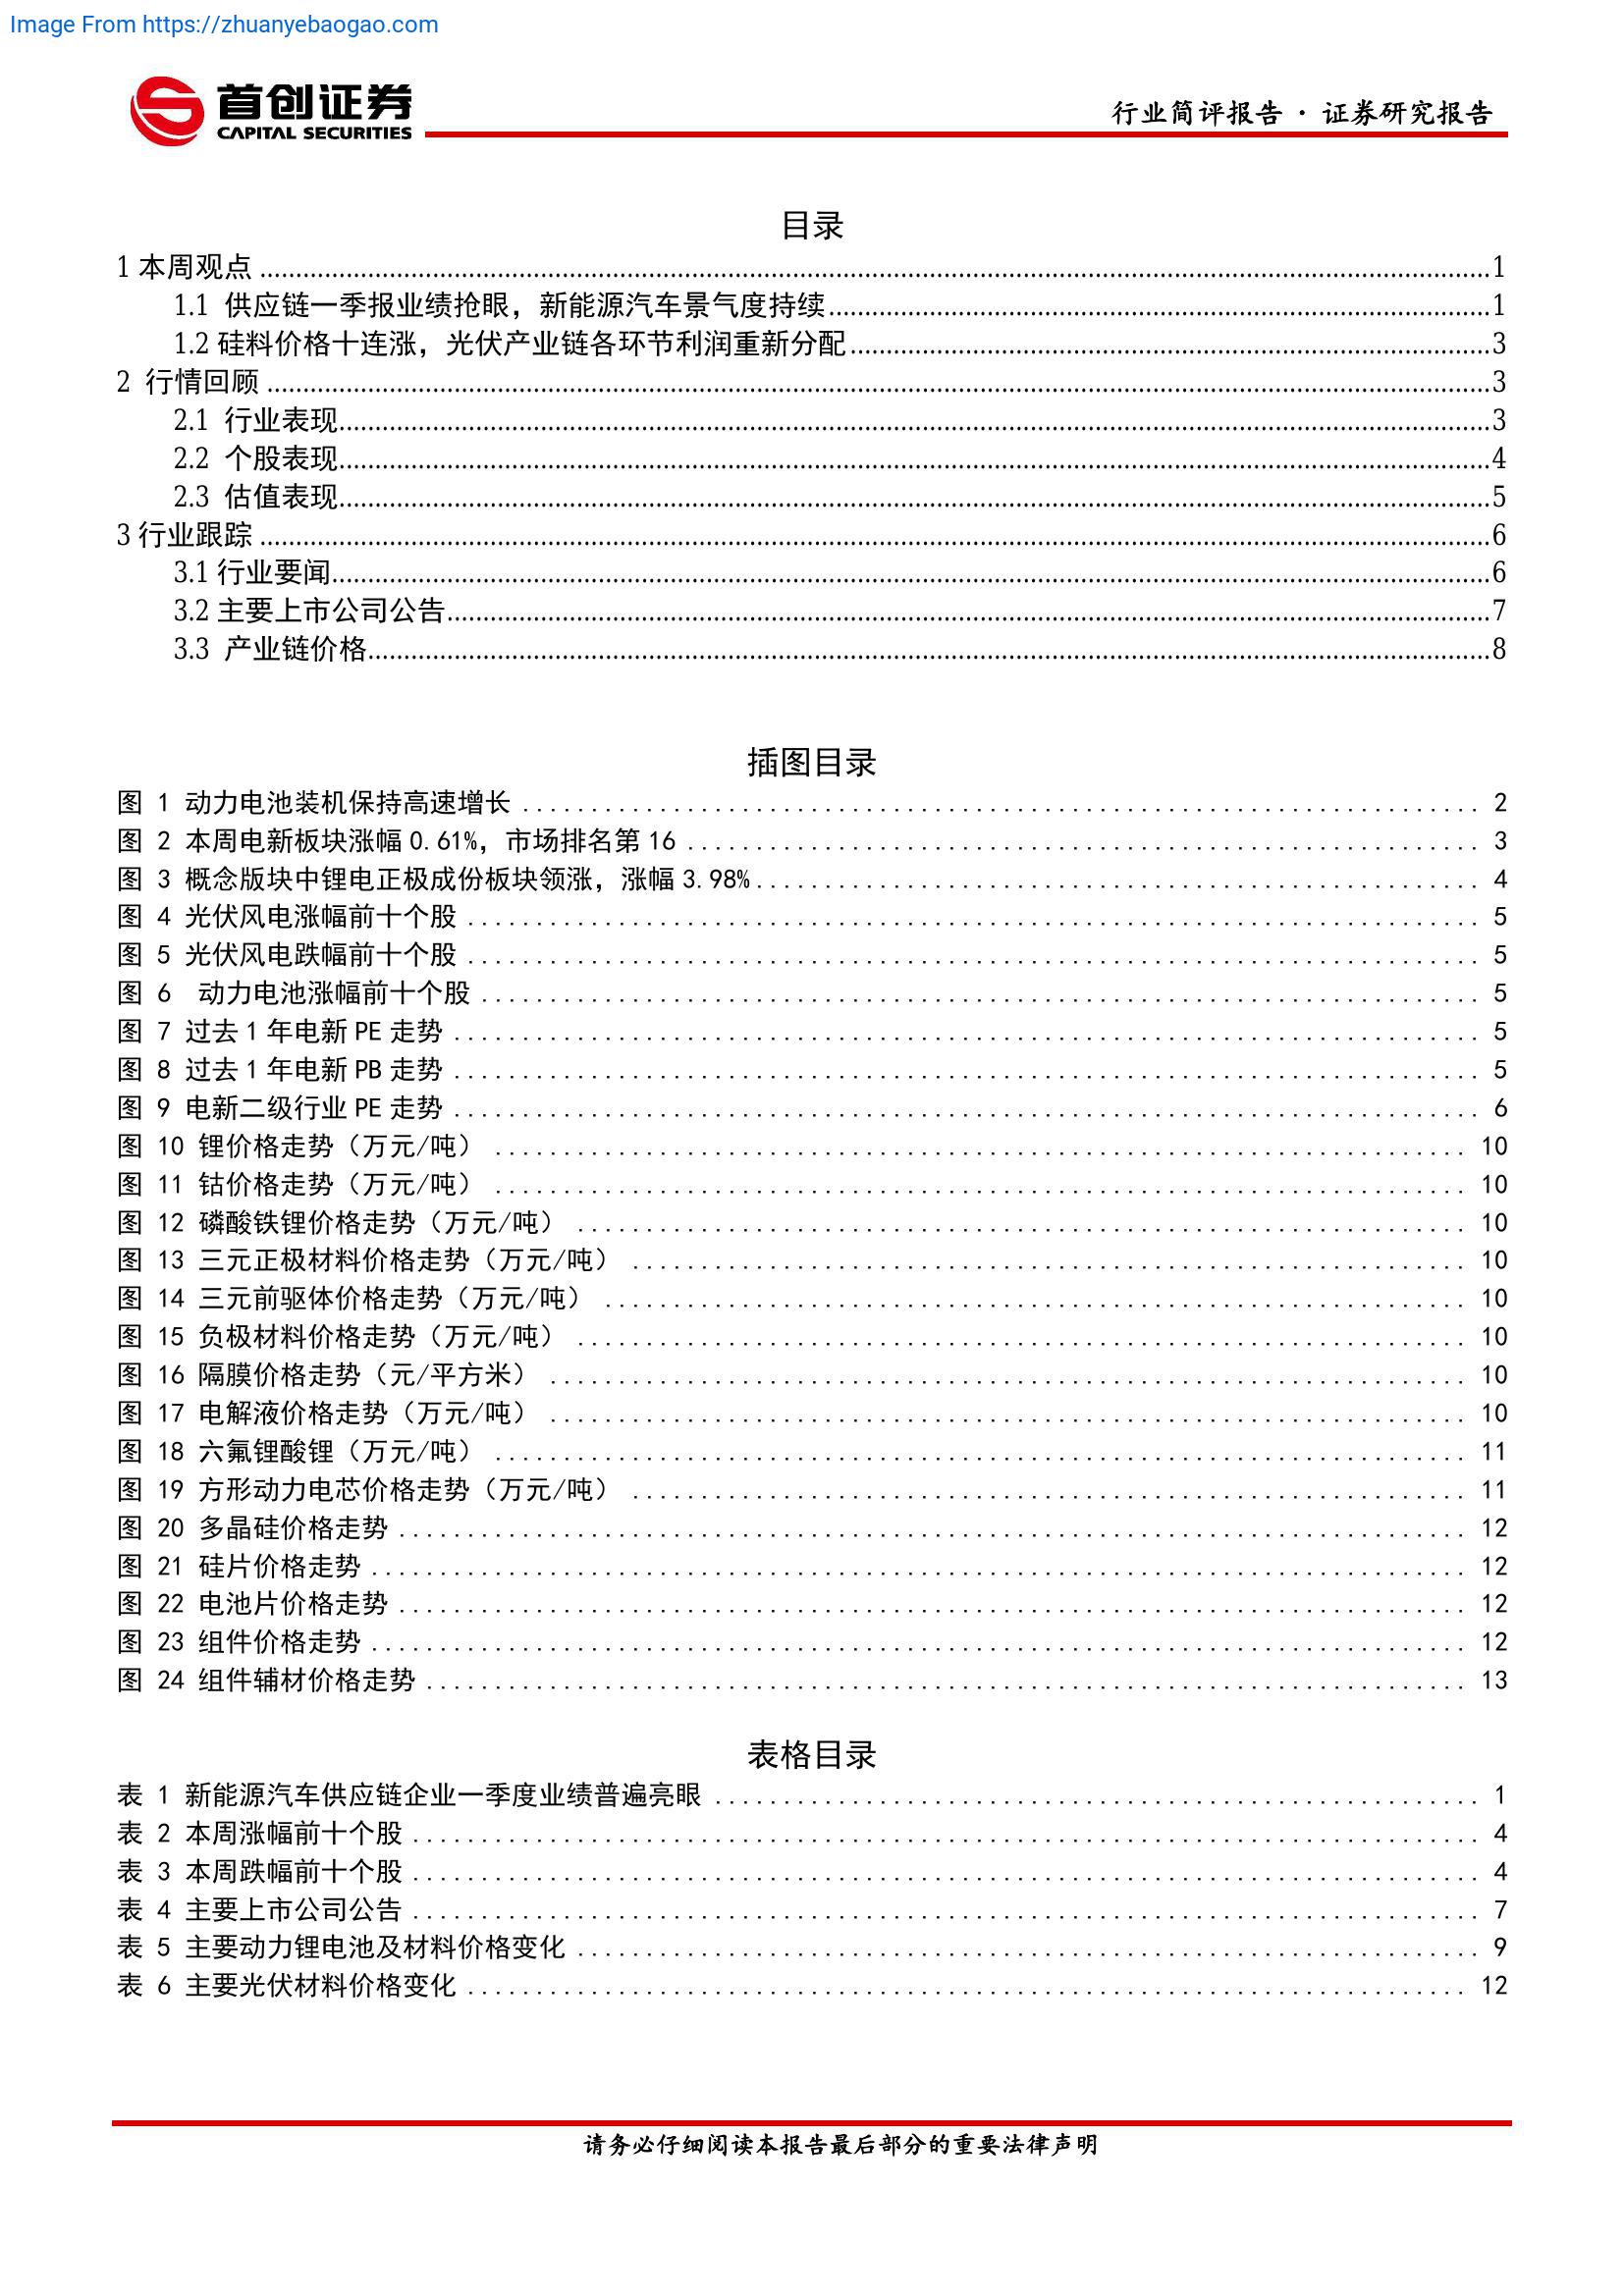 Image From https://zhuanyebaogao.com
首创证券
CAPITAL SECURITIES
行业简评报告 · 证券研究报告
目录
1 本周观点 1
1.1 供应链一季报业绩抢眼，新能源汽车景气度持续 1
1.2 硅料价格十连涨，光伏产业链各环节利润重新分配 3
2 行情回顾 3
2.1 行业表现 3
2.2 个股表现 4
2.3 估值表现 5
3 行业跟踪 6
3.1 行业要闻 6
3.2 主要上市公司公告 7
3.3 产业链价格 8
插图目录
图 1 动力电池装机保持高速增长 2
图 2 本周电新板块涨幅 0.61%，市场排名第 16 3
图 3 概念版块中锂电正极成份板块领涨，涨幅 3.98% 4
图 4 光伏风电涨幅前十个股 5
图 5 光伏风电跌幅前十个股 5
图 6 动力电池涨幅前十个股 5
图 7 过去 1 年电新 PE 走势 5
图 8 过去 1 年电新 PB 走势 5
图 9 电新二级行业 PE 走势 6
图 10 锂价格走势（万元/吨） 10
图 11 钴价格走势（万元/吨） 10
图 12 磷酸铁锂价格走势（万元/吨） 10
图 13 三元正极材料价格走势（万元/吨） 10
图 14 三元前驱体价格走势（万元/吨） 10
图 15 负极材料价格走势（万元/吨） 10
图 16 隔膜价格走势（元/平方米） 10
图 17 电解液价格走势（万元/吨） 10
图 18 六氟锂酸锂（万元/吨） 11
图 19 方形动力电芯价格走势（万元/吨） 11
图 20 多晶硅价格走势 12
图 21 硅片价格走势 12
图 22 电池片价格走势 12
图 23 组件价格走势 12
图 24 组件辅材价格走势 13
表格目录
表 1 新能源汽车供应链企业一季度业绩普遍亮眼 1
表 2 本周涨幅前十个股 4
表 3 本周跌幅前十个股 4
表 4 主要上市公司公告 7
表 5 主要动力锂电池及材料价格变化 9
表 6 主要光伏材料价格变化 12
请务必仔细阅读本报告最后部分的重要法律声明